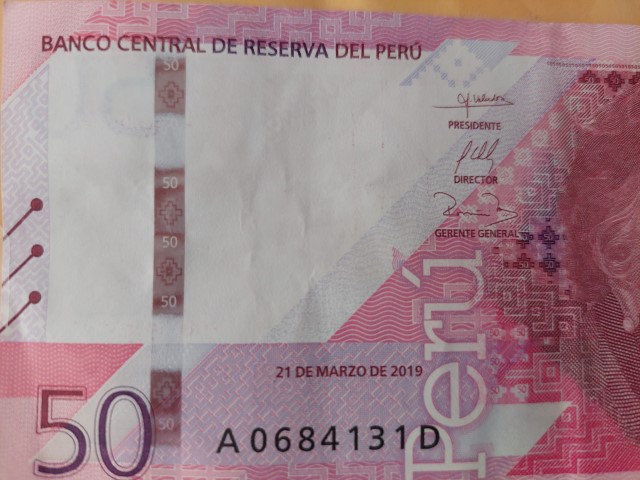 BANCO CENTRAL DE RESERVA DEL PERÚ
50
50
50
50
50
PRESIDENTE
DIRECTOR
GERENTE GENERAL
21 DE MARZO DE 2019
A0684131D
50
Perú